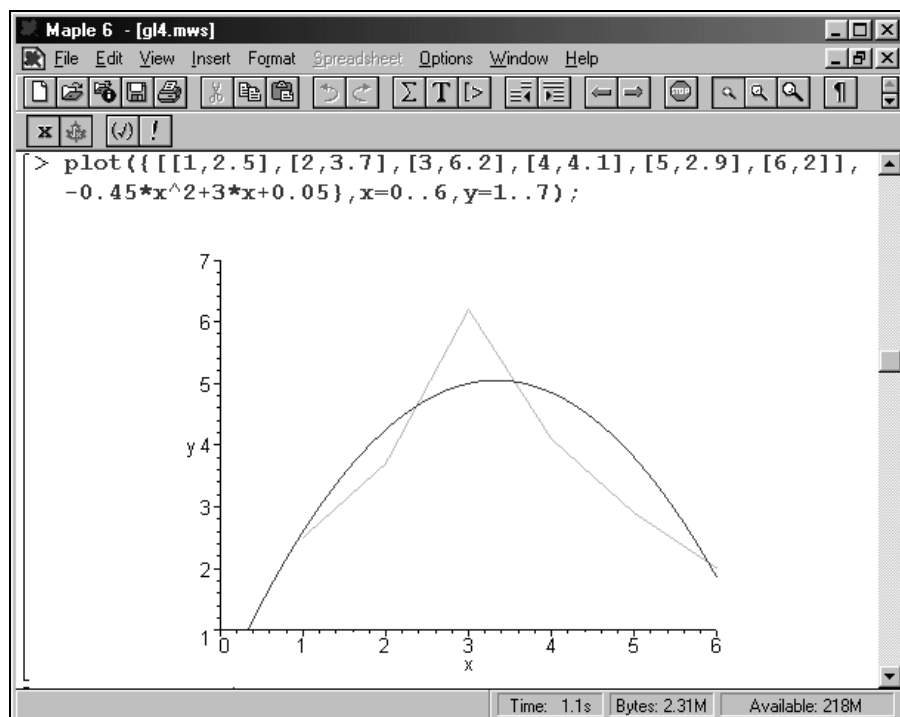 Maple 6 - [gl4.mws]
File Edit View Insert Format Spreadsheet Options Window Help
Σ T [> STOP ¶
x (√) !
> plot({[[1,2.5],[2,3.7],[3,6.2],[4,4.1],[5,2.9],[6,2]],
-0.45*x^2+3*x+0.05},x=0..6,y=1..7);
7
6
5
y 4
3
2
1
0 1 2 3 4 5 6
x
Time: 1.1s Bytes: 2.31M Available: 218M